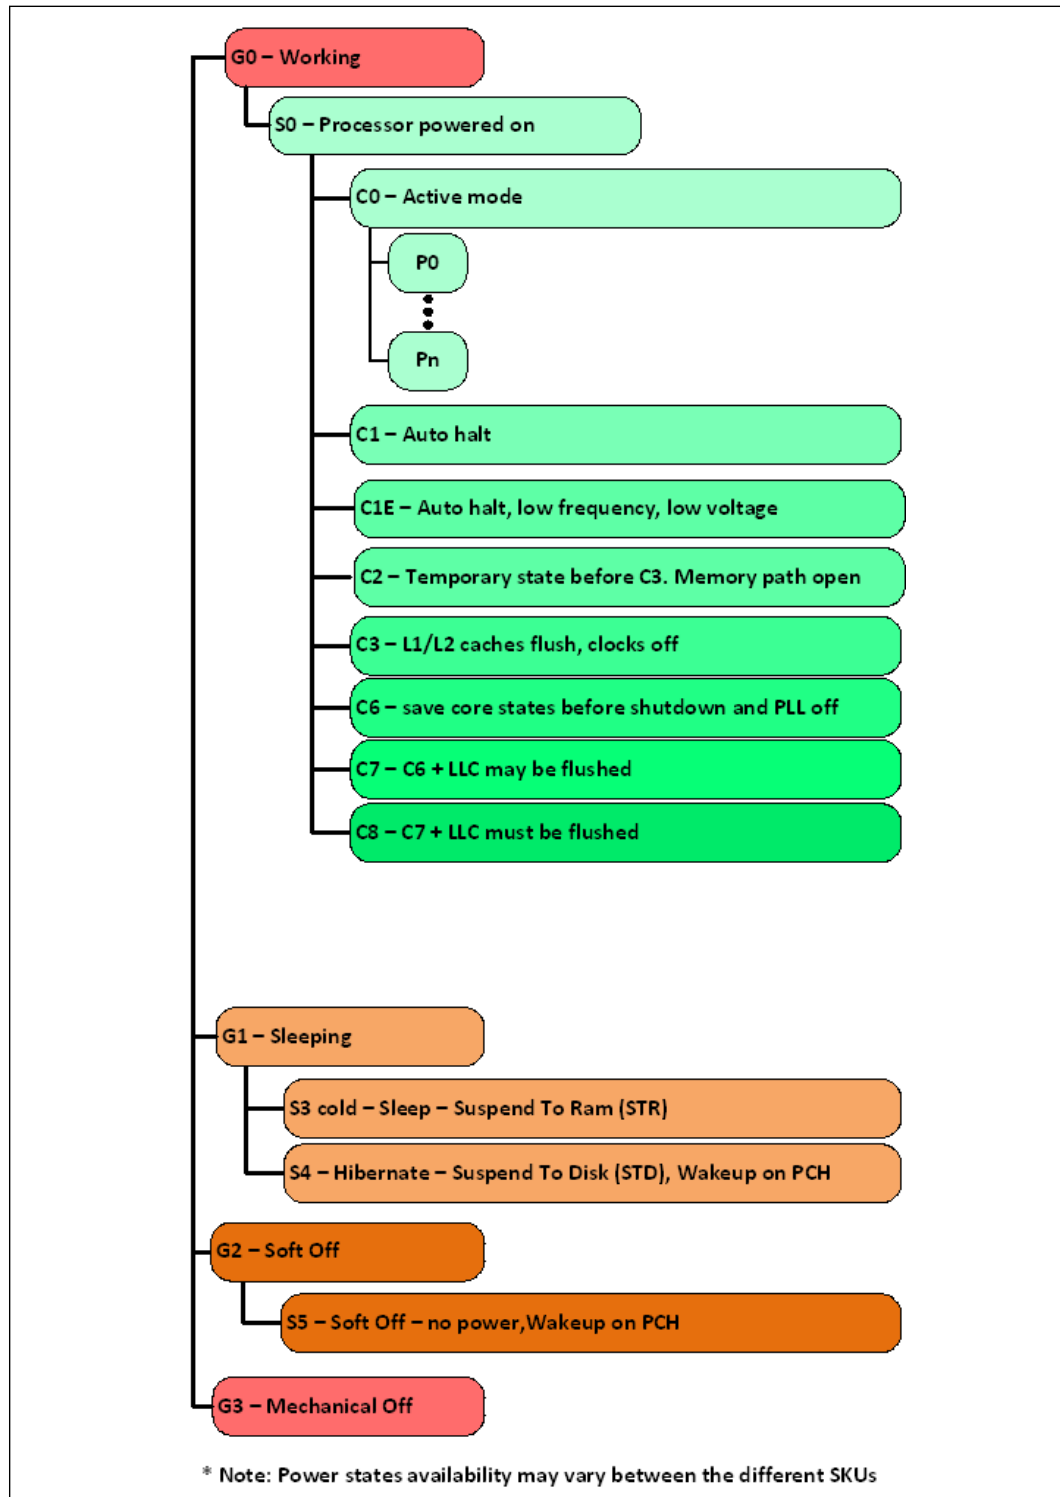 G0 – Working
S0 – Processor powered on
C0 – Active mode
P0
Pn
C1 – Auto halt
C1E – Auto halt, low frequency, low voltage
C2 – Temporary state before C3. Memory path open
C3 – L1/L2 caches flush, clocks off
C6 – save core states before shutdown and PLL off
C7 – C6 + LLC may be flushed
C8 – C7 + LLC must be flushed
G1 – Sleeping
S3 cold – Sleep – Suspend To Ram (STR)
S4 – Hibernate – Suspend To Disk (STD), Wakeup on PCH
G2 – Soft Off
S5 – Soft Off – no power,Wakeup on PCH
G3 – Mechanical Off
* Note: Power states availability may vary between the different SKUs